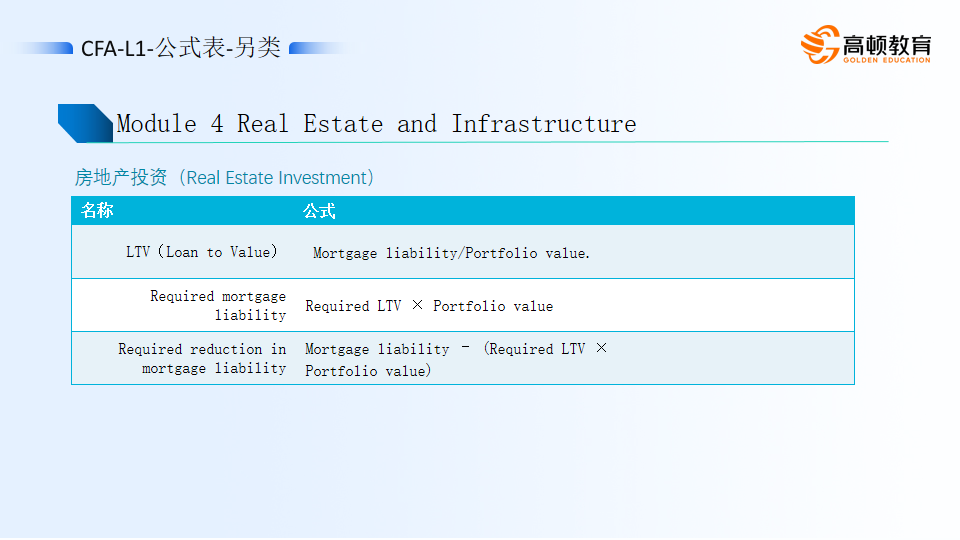 CFA-L1-公式表-另类
高顿教育
GOLDEN EDUCATION
Module 4 Real Estate and Infrastructure
房地产投资（Real Estate Investment）
名称 公式
LTV（Loan to Value） Mortgage liability/Portfolio value.
Required mortgage
liability
Required LTV × Portfolio value
Required reduction in
mortgage liability
Mortgage liability － (Required LTV ×
Portfolio value)